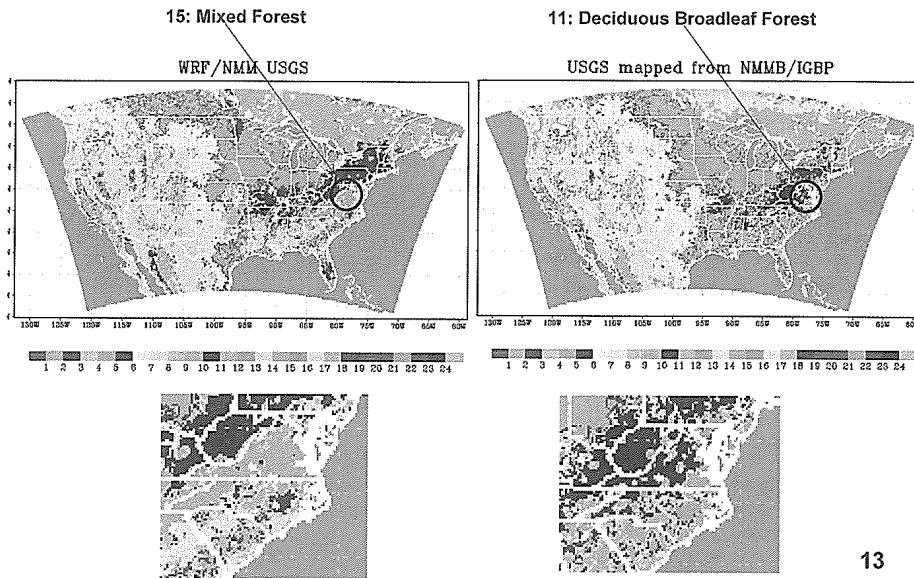 15: Mixed Forest
11: Deciduous Broadleaf Forest
WRF/NMM USGS
USGS mapped from NMMB/IGBP
130W 125W 120W 115W 110W 105W 100W 95W 90W 85W 80W 75W 70W 65W 60W
130W 125W 120W 115W 110W 105W 100W 95W 90W 85W 80W 75W 70W 65W 60W
1 2 3 4 5 6 7 8 9 10 11 12 13 14 15 16 17 18 19 20 21 22 23 24
1 2 3 4 5 6 7 8 9 10 11 12 13 14 15 16 17 18 19 20 21 22 23 24
13